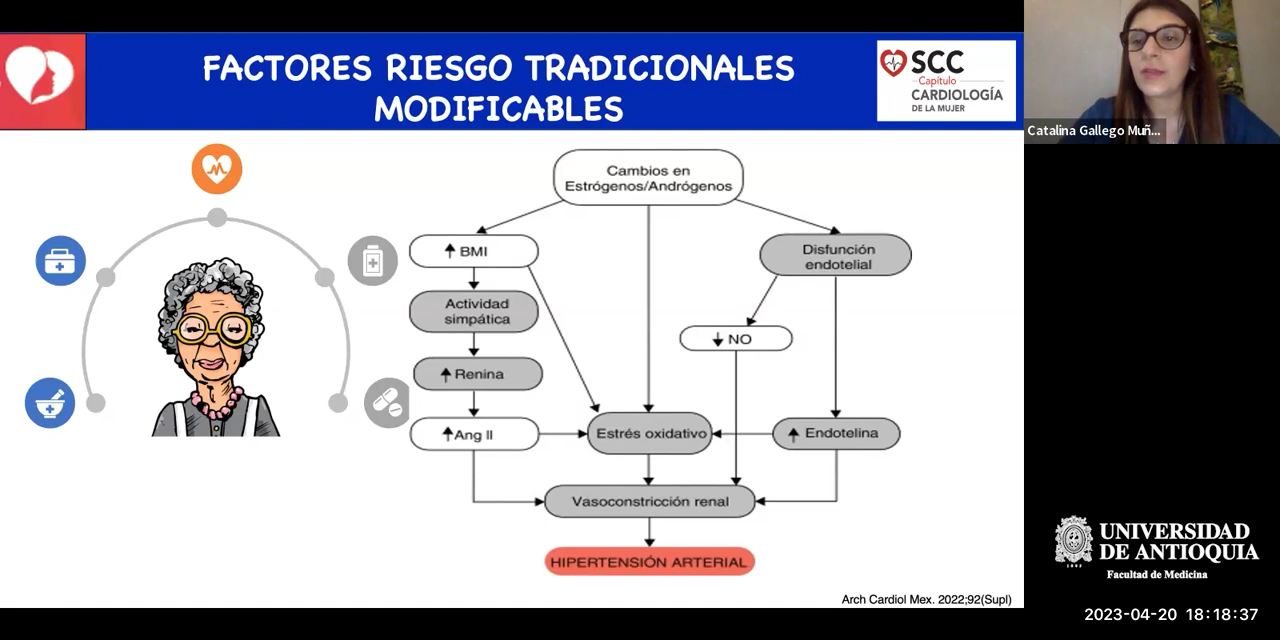 FACTORES RIESGO TRADICIONALES
MODIFICABLES
SCC
Capítulo
CARDIOLOGÍA
DE LA MUJER
Catalina Gallego Muñ...
Cambios en
Estrógenos/Andrógenos
↑ BMI
Disfunción
endotelial
Actividad
simpática
↓ NO
↑ Renina
↑ Ang II
Estrés oxidativo
↑ Endotelina
Vasoconstricción renal
HIPERTENSIÓN ARTERIAL
Arch Cardiol Mex. 2022;92(Supl)
UNIVERSIDAD
DE ANTIOQUIA
1803
Facultad de Medicina
2023-04-20 18:18:37